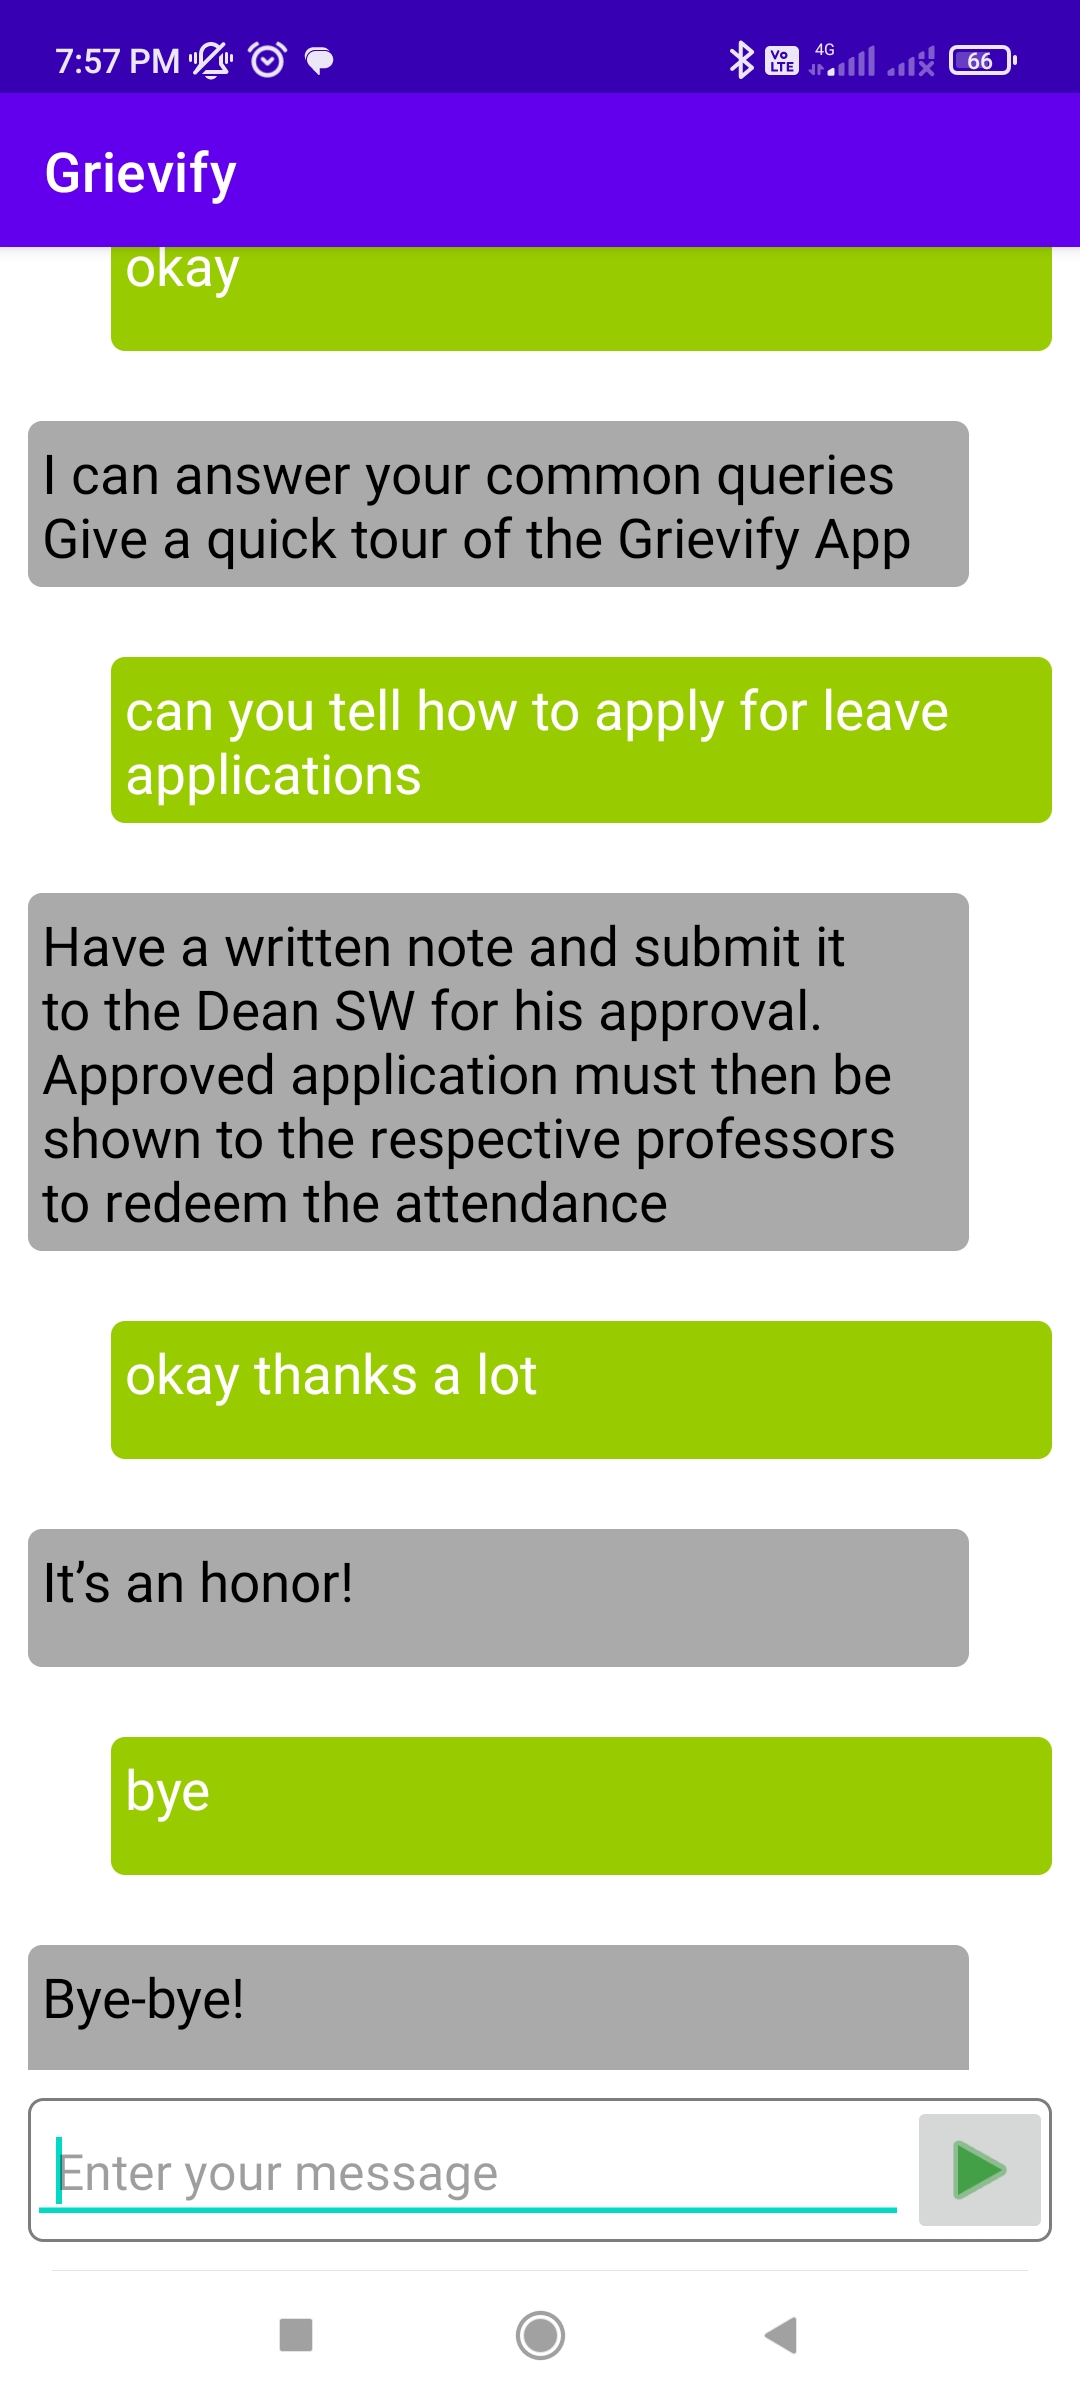 7:57 PM
Vo LTE
4G
66
Grievify
okay
I can answer your common queries
Give a quick tour of the Grievify App
can you tell how to apply for leave
applications
Have a written note and submit it
to the Dean SW for his approval.
Approved application must then be
shown to the respective professors
to redeem the attendance
okay thanks a lot
It’s an honor!
bye
Bye-bye!
Enter your message